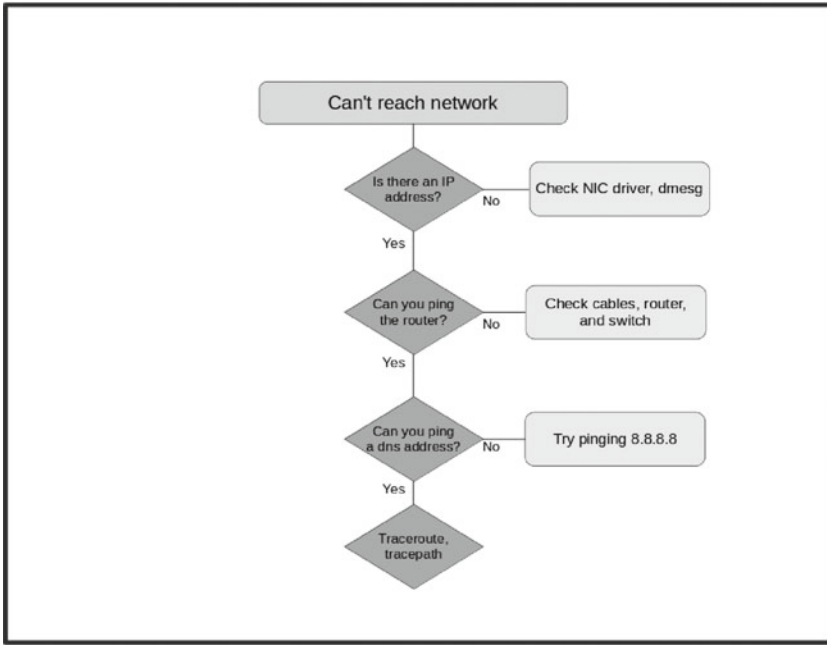 Can't reach network
Is there an IP
address?
No
Check NIC driver, dmesg
Yes
Can you ping
the router?
No
Check cables, router,
and switch
Yes
Can you ping
a dns address?
No
Try pinging 8.8.8.8
Yes
Traceroute,
tracepath